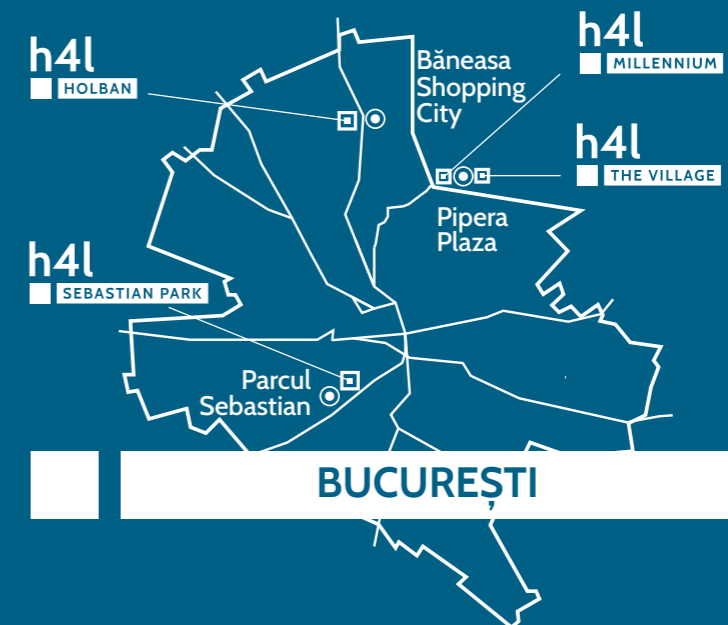 h4l
HOLBAN
Băneasa
Shopping
City
h4l
MILLENNIUM
h4l
THE VILLAGE
Pipera
Plaza
h4l
SEBASTIAN PARK
Parcul
Sebastian
BUCUREȘTI